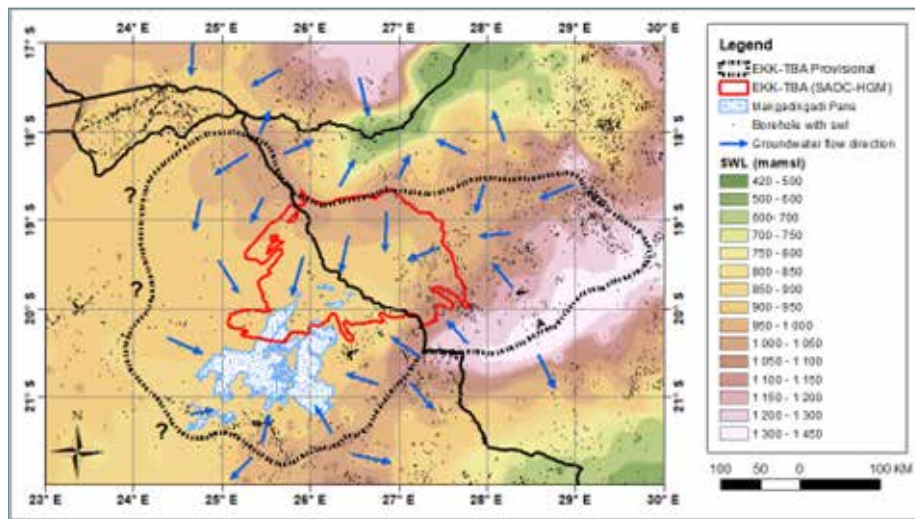 23° E 24° E 25° E 26° E 27° E 28° E 29° E 30° E
17° S
18° S
19° S
20° S
21° S
?
?
?
A
N
23° E 24° E 25° E 26° E 27° E 28° E 29° E 30° E
Legend
EKK-TBA Provisional
EKK-TBA (SADC-HGM)
Makgadikgadi Pans
Borehole with swl
Groundwater flow direction
SWL (mamsl)
420 - 500
500 - 600
600- 700
700 - 750
750 - 800
800 - 850
850 - 900
900 - 950
950 - 1 000
1 000 - 1 050
1 050 - 1 100
1 100 - 1 150
1 150 - 1 200
1 200 - 1 300
1 300 - 1 450
100 50 0 100 KM